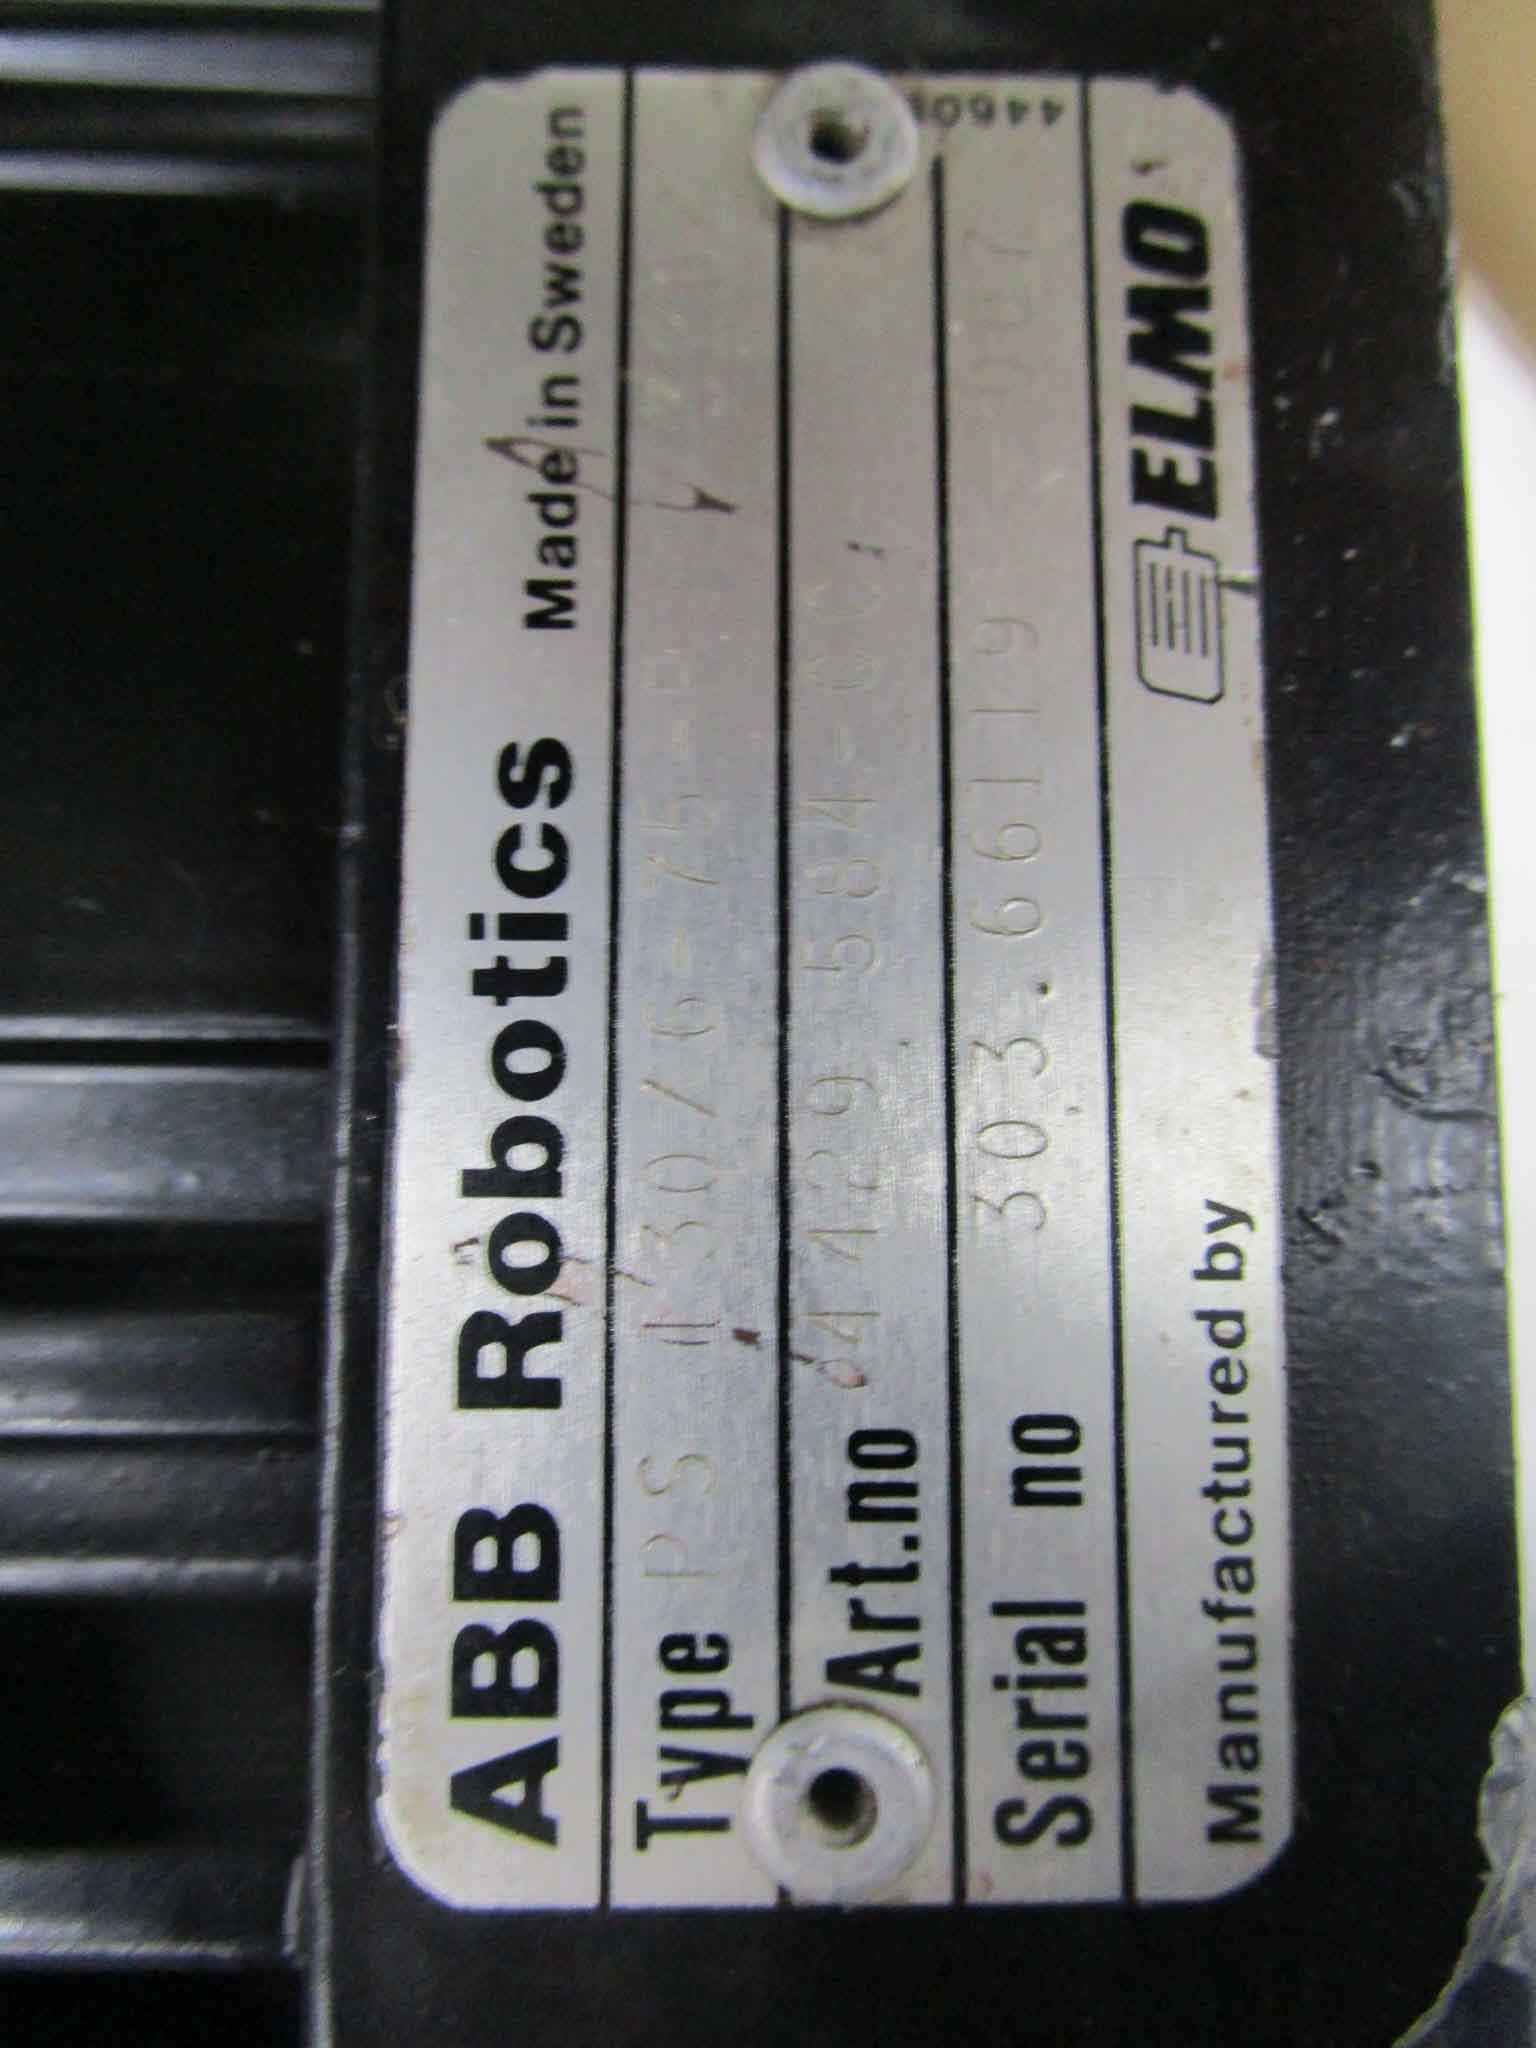 ABB Robotics Made in Sweden
Type PS 130/6-75-P
Art.no 4429 584-CC
Serial no 303.66119
Manufactured by ELMO